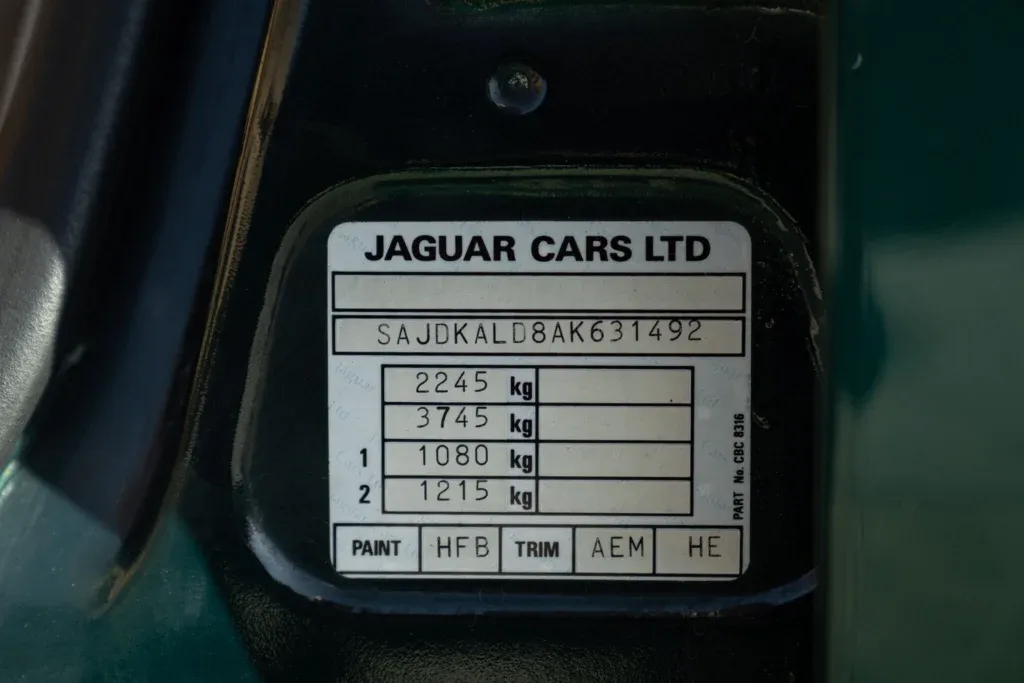 JAGUAR CARS LTD
SAJDKALD8AK631492
2245 kg
3745 kg
1 1080 kg
2 1215 kg
PART No. CBC 8316
PAINT HFB TRIM AEM HE